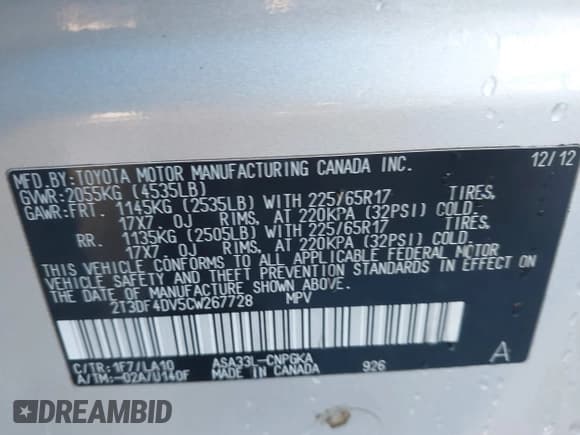 MFD.BY:TOYOTA MOTOR MANUFACTURING CANADA INC. 12/12
GVWR:2055KG (4535LB)
GAWR:FRT. 1145KG (2535LB) WITH 225/65R17 TIRES,
17X7. 0J RIMS, AT 220KPA (32PSI) COLD.
RR. 1135KG (2505LB) WITH 225/65R17 TIRES,
17X7. 0J RIMS, AT 220KPA (32PSI) COLD.
THIS VEHICLE CONFORMS TO ALL APPLICABLE FEDERAL MOTOR
VEHICLE SAFETY AND THEFT PREVENTION STANDARDS IN EFFECT ON
THE DATE OF MANUFACTURE SHOWN ABOVE.
2T3DF4DV5CW267728 MPV
C/TR:1F7/LA10 ASA33L-CNPGKA A
A/TM:-02A/U140F MADE IN CANADA 926
DREAMBID